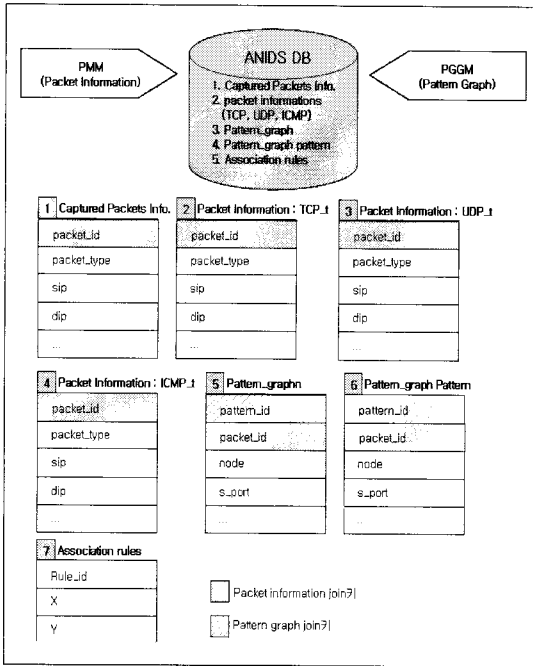 PMM
(Packet Information)
ANIDS DB
1. Captured Packets Info.
2. packet informations
(TCP, UDP, ICMP)
3. Pattern_graph
4. Pattern_graph pattern
5. Association rules
PGGM
(Pattern Graph)
1 Captured Packets Info.
packet_id
packet_type
sip
dip
...
2 Packet Information : TCP_t
packet_id
packet_type
sip
dip
...
3 Packet Information : UDP_t
packet_id
packet_type
sip
dip
...
4 Packet Information : ICMP_t
packet_id
packet_type
sip
dip
...
5 Pattern_graphn
pattern_id
packet_id
node
s_port
...
6 Pattern_graph Pattern
pattern_id
packet_id
node
s_port
...
7 Association rules
Rule_id
X
Y
Packet information join키
Pattern graph join키